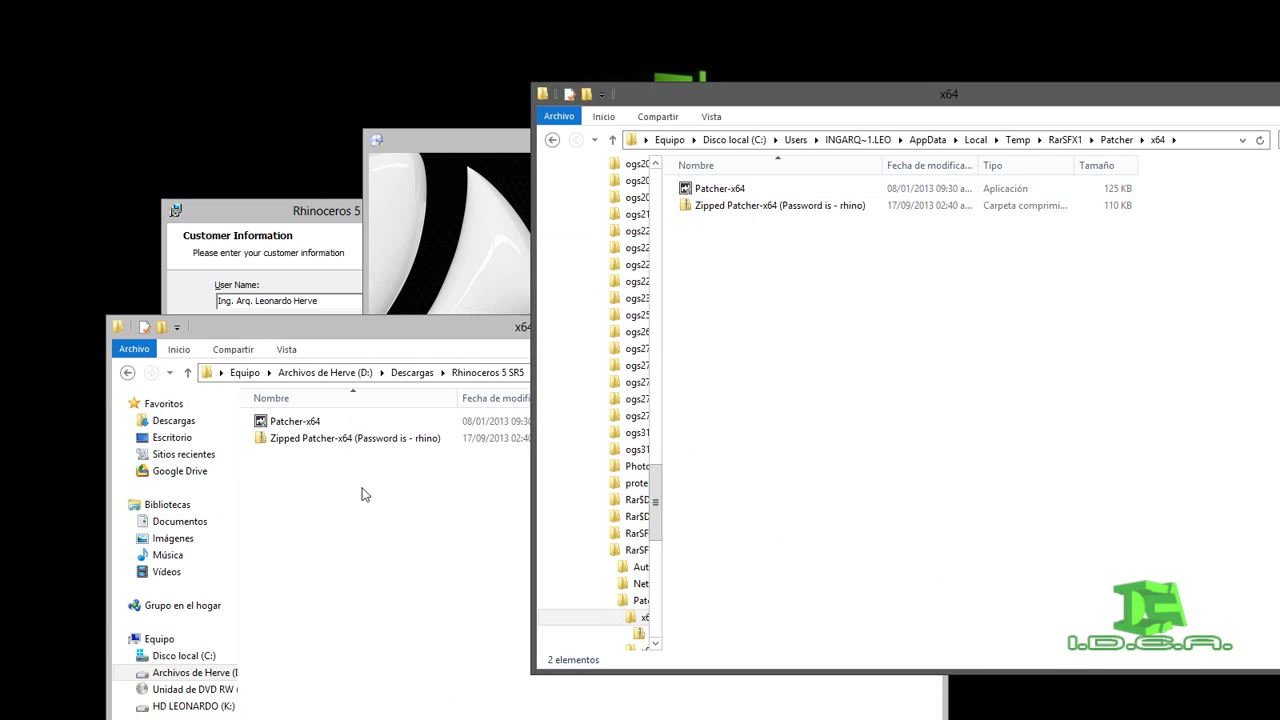 x64
Archivo Inicio Compartir Vista
Equipo Disco local (C:) Users INGARQ~1.LEO AppData Local Temp RarSFX1 Patcher x64
Nombre Fecha de modifica... Tipo Tamaño
Patcher-x64 08/01/2013 09:30 a... Aplicación 125 KB
Zipped Patcher-x64 (Password is - rhino) 17/09/2013 02:40 a... Carpeta comprimi... 110 KB
ogs20
ogs20
ogs20
ogs21
ogs22
ogs22
ogs22
ogs22
ogs23
ogs25
ogs26
ogs27
ogs27
ogs27
ogs27
ogs27
ogs31
ogs31
Photo
prote
Rar$D
Rar$D
RarSF
RarSF
Aut
Net
Pat
x6
2 elementos
Rhinoceros 5
Customer Information
Please enter your customer information
User Name:
Ing. Arq. Leonardo Herve
x64
Archivo Inicio Compartir Vista
Equipo Archivos de Herve (D:) Descargas Rhinoceros 5 SR5
Nombre Fecha de modifi
Patcher-x64 08/01/2013 09:30
Zipped Patcher-x64 (Password is - rhino) 17/09/2013 02:40
Favoritos
Descargas
Escritorio
Sitios recientes
Google Drive
Bibliotecas
Documentos
Imágenes
Música
Vídeos
Grupo en el hogar
Equipo
Disco local (C:)
Archivos de Herve (D
Unidad de DVD RW (
HD LEONARDO (K:)
I.D.E.A.